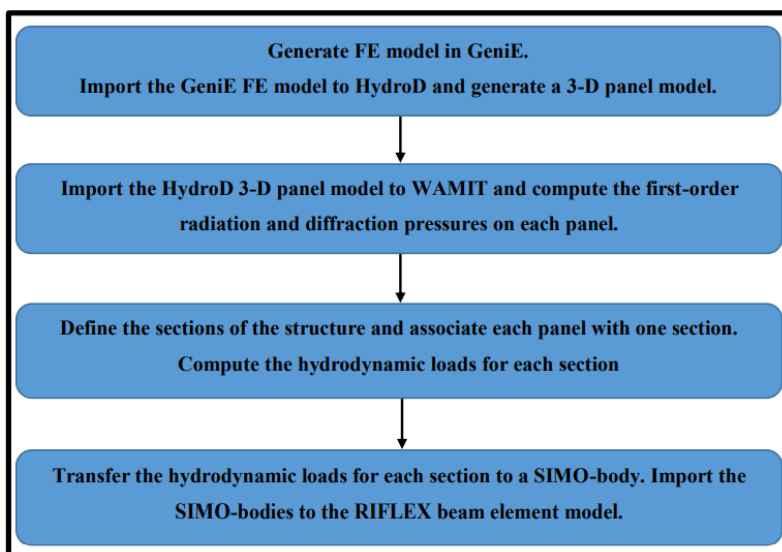 Generate FE model in GeniE.
Import the GeniE FE model to HydroD and generate a 3-D panel model.
Import the HydroD 3-D panel model to WAMIT and compute the first-order
radiation and diffraction pressures on each panel.
Define the sections of the structure and associate each panel with one section.
Compute the hydrodynamic loads for each section
Transfer the hydrodynamic loads for each section to a SIMO-body. Import the
SIMO-bodies to the RIFLEX beam element model.